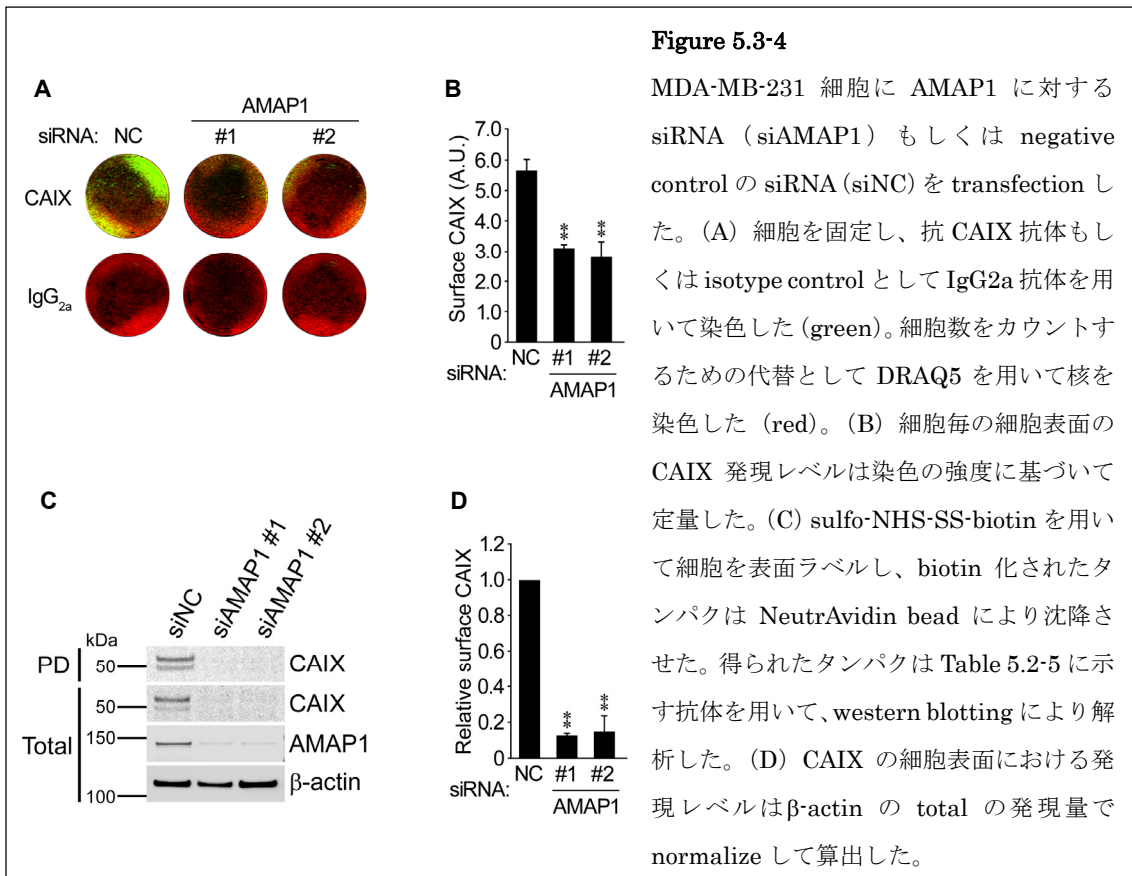 A
AMAP1
siRNA: NC #1 #2
CAIX
IgG2a
B
Surface CAIX (A.U.)
7.0
6.0
5.0
4.0
3.0
2.0
1.0
0
**
**
NC #1 #2
siRNA:
AMAP1
C
siNC
siAMAP1 #1
siAMAP1 #2
kDa
PD
50
CAIX
Total
50
CAIX
150
AMAP1
100
β-actin
D
Relative surface CAIX
1.2
1.0
0.8
0.6
0.4
0.2
0
**
**
NC #1 #2
siRNA:
AMAP1
Figure 5.3-4
MDA-MB-231 細胞に AMAP1 に対する
siRNA（siAMAP1）もしくは negative
control の siRNA (siNC) を transfection し
た。(A) 細胞を固定し、抗 CAIX 抗体もし
くは isotype control として IgG2a 抗体を用
いて染色した (green)。細胞数をカウントす
るための代替として DRAQ5 を用いて核を
染色した（red）。(B) 細胞毎の細胞表面の
CAIX 発現レベルは染色の強度に基づいて
定量した。(C) sulfo-NHS-SS-biotin を用い
て細胞を表面ラベルし、biotin 化されたタ
ンパクは NeutrAvidin bead により沈降さ
せた。得られたタンパクは Table 5.2-5 に示
す抗体を用いて、western blotting により解
析した。(D) CAIX の細胞表面における発
現レベルはβ-actin の total の発現量で
normalize して算出した。